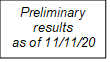 Preliminary
results
as of 11/11/20